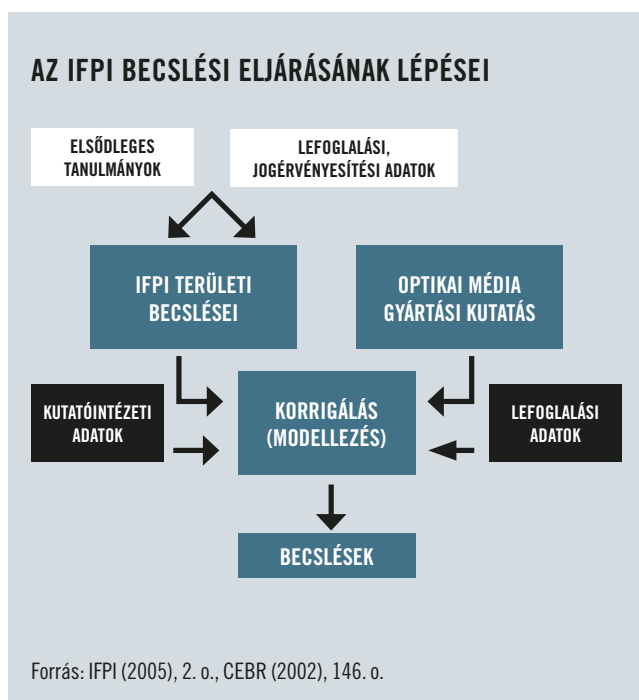 AZ IFPI BECSLÉSI ELJÁRÁSÁNAK LÉPÉSEI
ELSŐDLEGES
TANULMÁNYOK
LEFOGLALÁSI,
JOGÉRVÉNYESÍTÉSI ADATOK
IFPI TERÜLETI
BECSLÉSEI
OPTIKAI MÉDIA
GYÁRTÁSI KUTATÁS
KUTATÓINTÉZETI
ADATOK
KORRIGÁLÁS
(MODELLEZÉS)
LEFOGLALÁSI
ADATOK
BECSLÉSEK
Forrás: IFPI (2005), 2. o., CEBR (2002), 146. o.